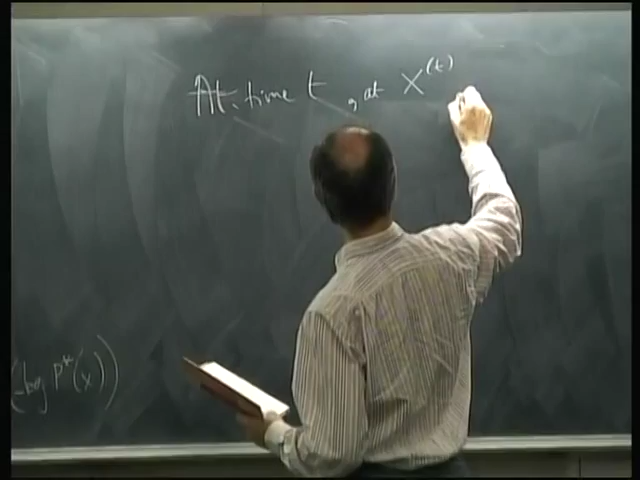 At time t, at X^(t)
(-log P*(x))